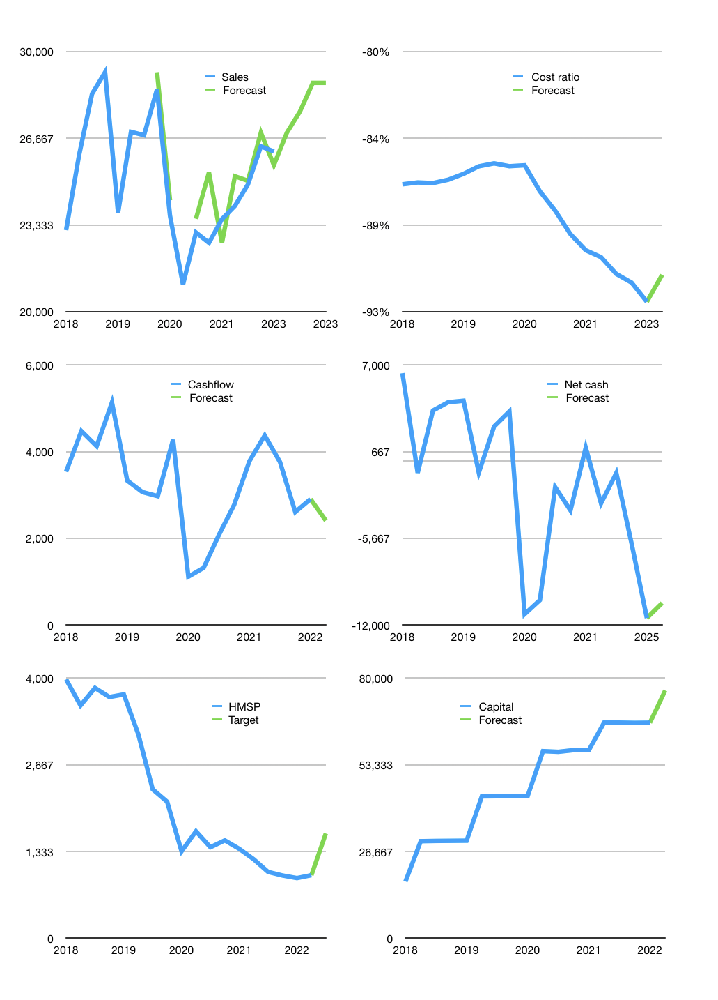 30,000
26,667
23,333
20,000
Sales
Forecast
2018 2019 2020 2021 2023 2023
-80%
-84%
-89%
-93%
Cost ratio
Forecast
2018 2019 2020 2021 2023
6,000
4,000
2,000
0
Cashflow
Forecast
2018 2019 2020 2021 2022
7,000
667
-5,667
-12,000
Net cash
Forecast
2018 2019 2020 2021 2025
4,000
2,667
1,333
0
HMSP
Target
2018 2019 2020 2021 2022
80,000
53,333
26,667
0
Capital
Forecast
2018 2019 2020 2021 2022